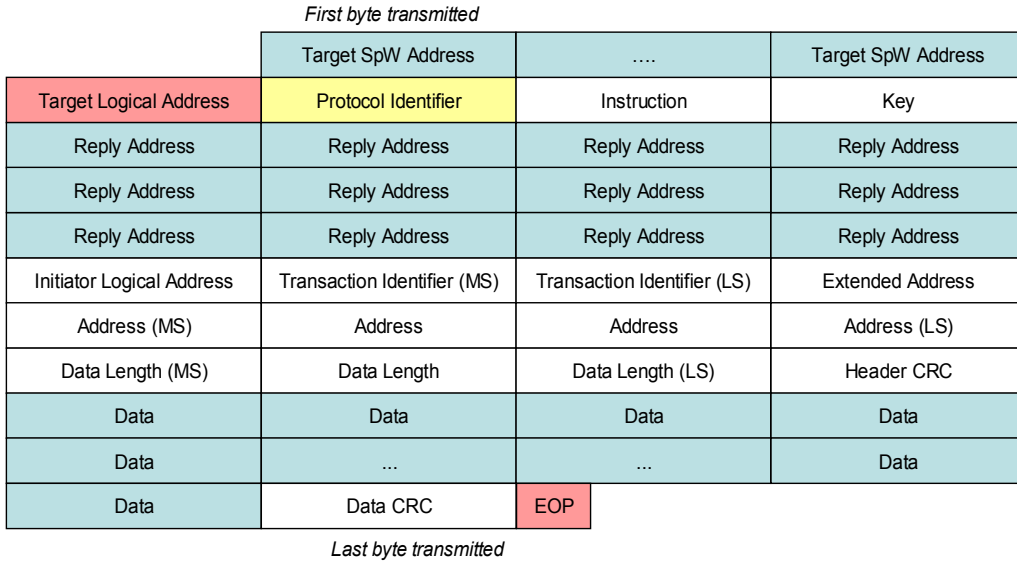 First byte transmitted
Target SpW Address .... Target SpW Address
Target Logical Address Protocol Identifier Instruction Key
Reply Address Reply Address Reply Address Reply Address
Reply Address Reply Address Reply Address Reply Address
Reply Address Reply Address Reply Address Reply Address
Initiator Logical Address Transaction Identifier (MS) Transaction Identifier (LS) Extended Address
Address (MS) Address Address Address (LS)
Data Length (MS) Data Length Data Length (LS) Header CRC
Data Data Data Data
Data ... ... Data
Data Data CRC EOP
Last byte transmitted